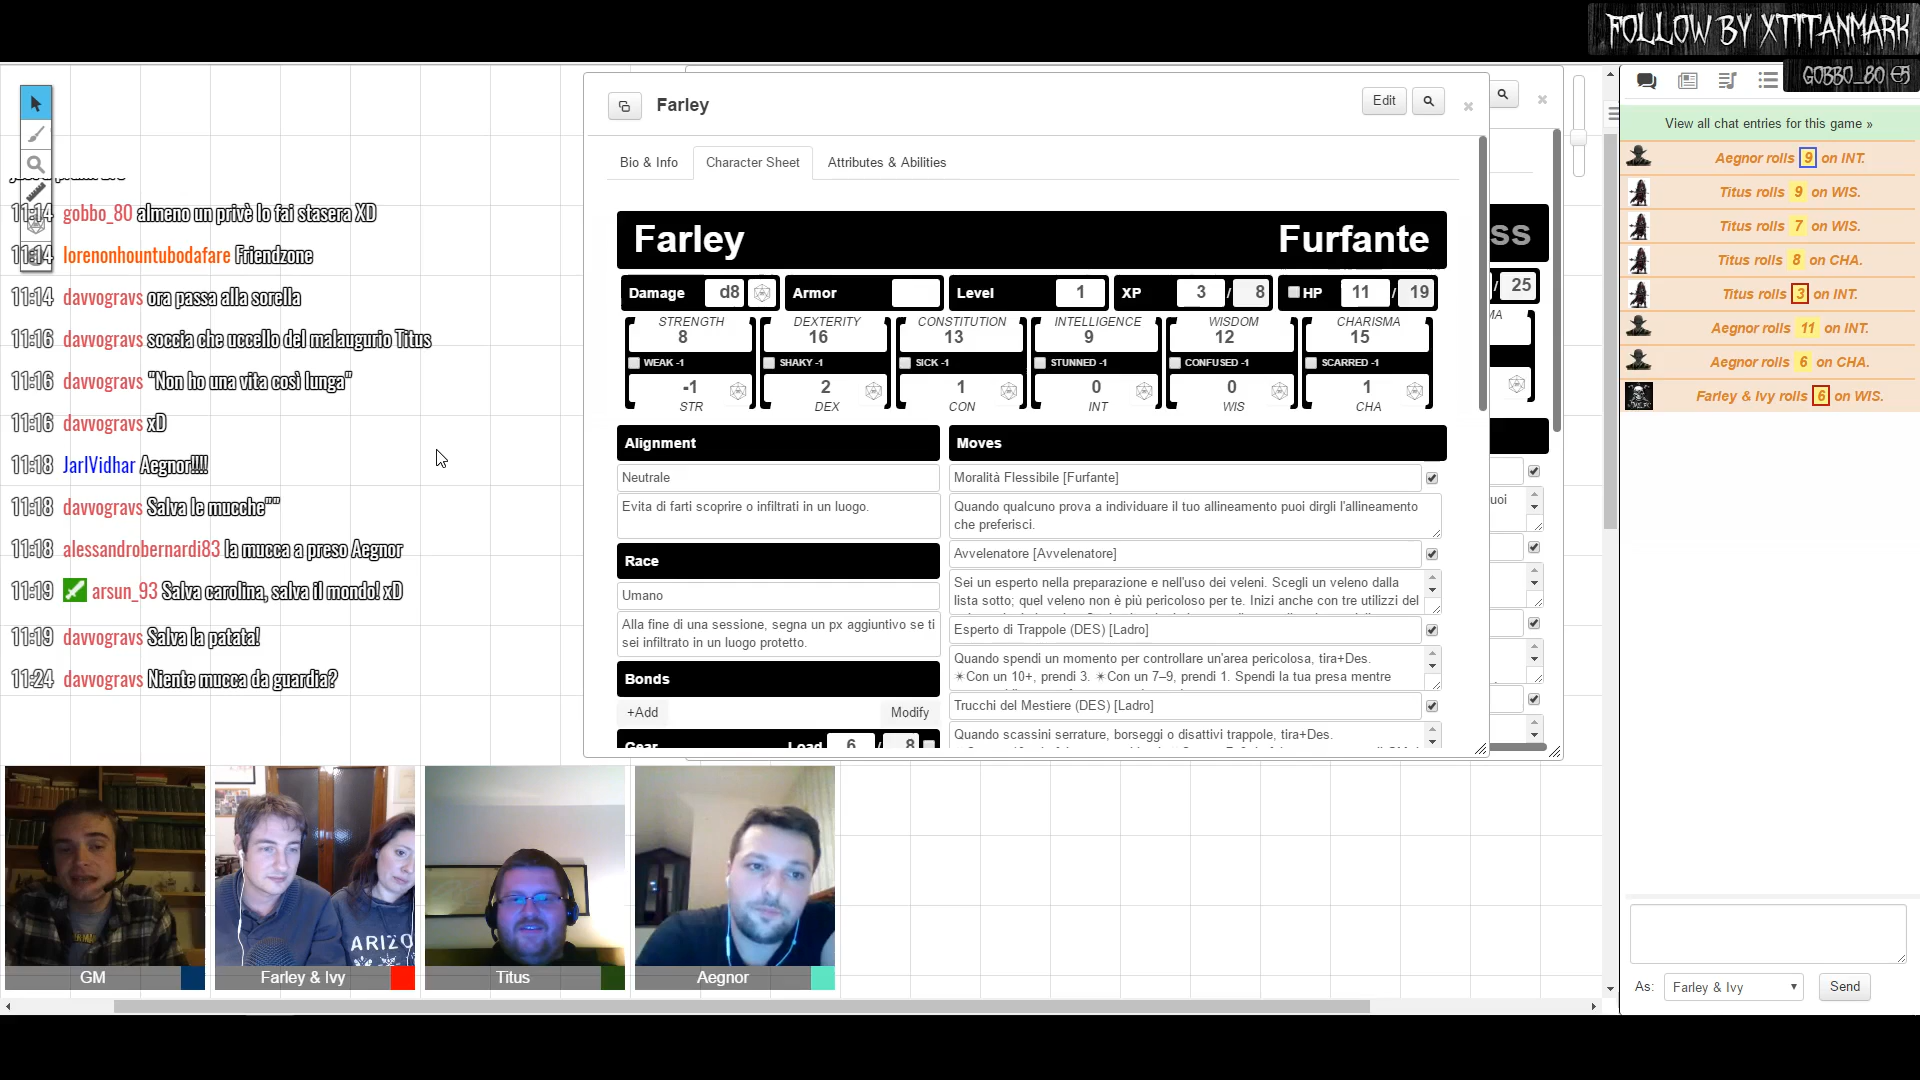 FOLLOW BY XTITANMARK
GOBBO_80
11:14 gobbo_80 almeno un privè lo fai stasera XD
11:14 lorenonhountubodafare Friendzone
11:14 davvogravs ora passa alla sorella
11:16 davvogravs soccia che uccello del malaugurio Titus
11:16 davvogravs "Non ho una vita così lunga"
11:16 davvogravs xD
11:18 JarlVidhar Aegnor!!!!
11:18 davvogravs Salva le mucche""
11:18 alessandrobernardi83 la mucca a preso Aegnor
11:19 arsun_93 Salva carolina, salva il mondo! xD
11:19 davvogravs Salva la patata!
11:24 davvogravs Niente mucca da guardia?
Farley
Edit
Bio & Info
Character Sheet
Attributes & Abilities
Farley
Furfante
Damage d8
Armor
Level 1
XP 3 / 8
HP 11 / 19
STRENGTH
8
WEAK -1
-1
STR
DEXTERITY
16
SHAKY -1
2
DEX
CONSTITUTION
13
SICK -1
1
CON
INTELLIGENCE
9
STUNNED -1
0
INT
WISDOM
12
CONFUSED -1
0
WIS
CHARISMA
15
SCARRED -1
1
CHA
Alignment
Neutrale
Evita di farti scoprire o infiltrati in un luogo.
Race
Umano
Alla fine di una sessione, segna un px aggiuntivo se ti
sei infiltrato in un luogo protetto.
Bonds
+Add
Modify
Gear Load 6 / 8
Moves
Moralità Flessibile [Furfante]
Quando qualcuno prova a individuare il tuo allineamento puoi dirgli l'allineamento
che preferisci.
Avvelenatore [Avvelenatore]
Sei un esperto nella preparazione e nell'uso dei veleni. Scegli un veleno dalla
lista sotto; quel veleno non è più pericoloso per te. Inizi anche con tre utilizzi del
Esperto di Trappole (DES) [Ladro]
Quando spendi un momento per controllare un'area pericolosa, tira+Des.
✶Con un 10+, prendi 3. ✶Con un 7–9, prendi 1. Spendi la tua presa mentre
Trucchi del Mestiere (DES) [Ladro]
Quando scassini serrature, borseggi o disattivi trappole, tira+Des.
ss
/ 25
MA
uoi
View all chat entries for this game »
Aegnor rolls 9 on INT.
Titus rolls 9 on WIS.
Titus rolls 7 on WIS.
Titus rolls 8 on CHA.
Titus rolls 3 on INT.
Aegnor rolls 11 on INT.
Aegnor rolls 6 on CHA.
Farley & Ivy rolls 6 on WIS.
As: Farley & Ivy
Send
ARIZO
GM
Farley & Ivy
Titus
Aegnor